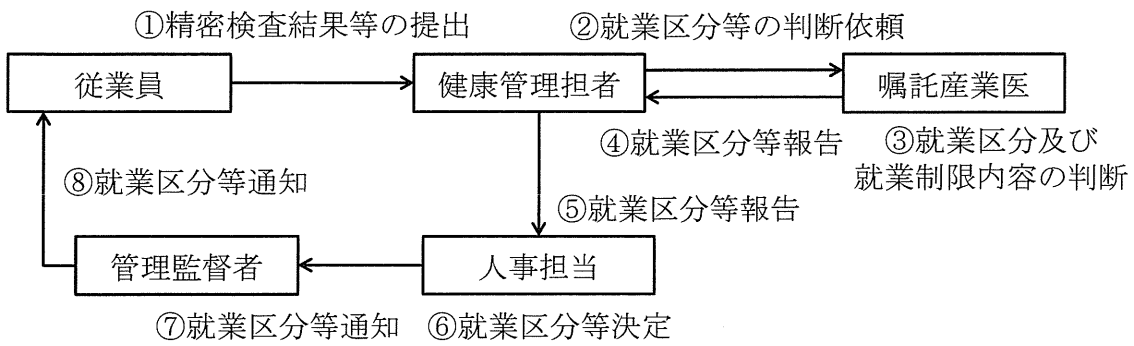 ①精密検査結果等の提出
②就業区分等の判断依頼
従業員
健康管理担者
嘱託産業医
④就業区分等報告
③就業区分及び
就業制限内容の判断
⑧就業区分等通知
⑤就業区分等報告
管理監督者
人事担当
⑦就業区分等通知
⑥就業区分等決定